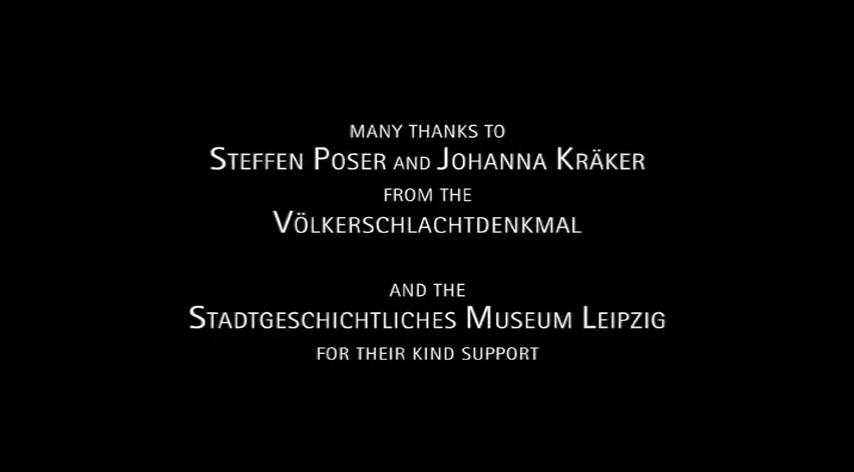 MANY THANKS TO
STEFFEN POSER AND JOHANNA KRÄKER
FROM THE
VÖLKERSCHLACHTDENKMAL
AND THE
STADTGESCHICHTLICHES MUSEUM LEIPZIG
FOR THEIR KIND SUPPORT